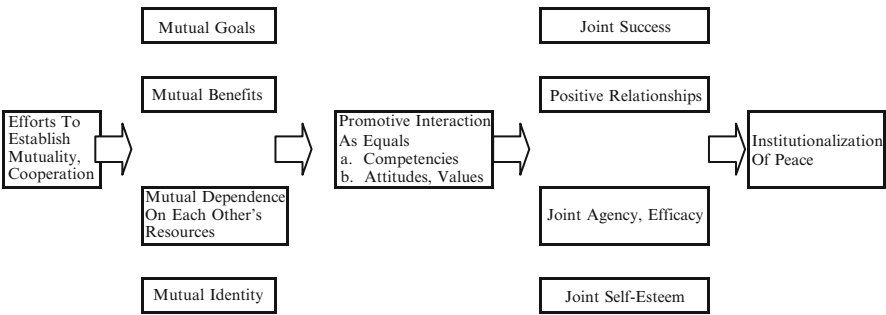 Efforts To
Establish
Mutuality,
Cooperation
Mutual Goals
Mutual Benefits
Mutual Dependence
On Each Other's
Resources
Mutual Identity
Promotive Interaction
As Equals
a. Competencies
b. Attitudes, Values
Joint Success
Positive Relationships
Joint Agency, Efficacy
Joint Self-Esteem
Institutionalization
Of Peace